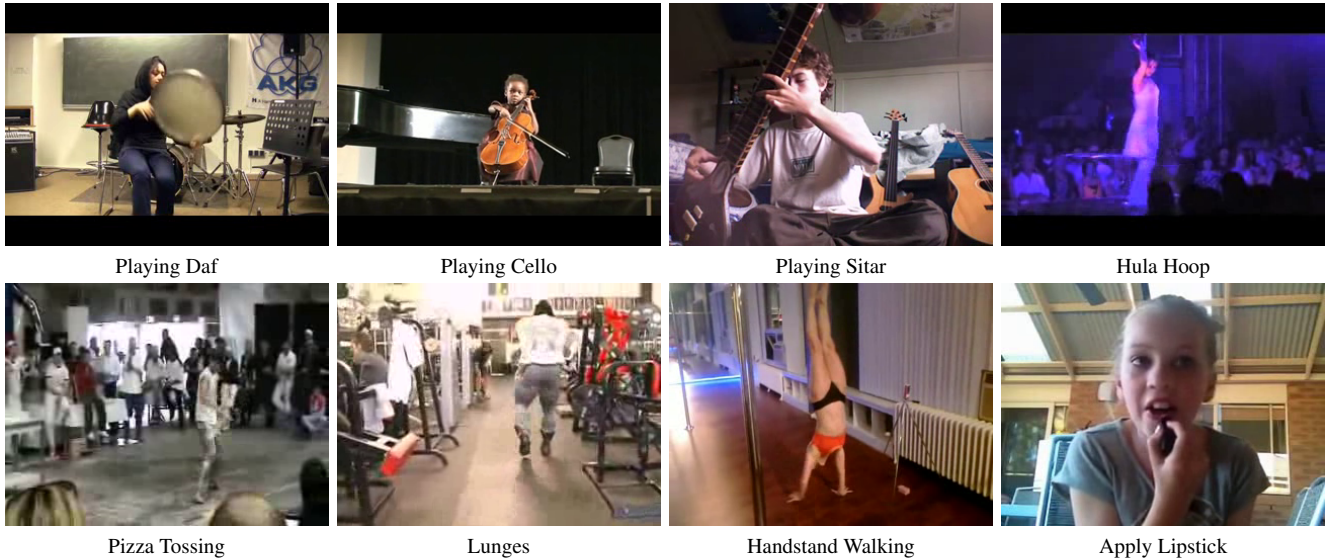 AKG
Playing Daf
Playing Cello
Playing Sitar
Hula Hoop
Pizza Tossing
Lunges
Handstand Walking
Apply Lipstick